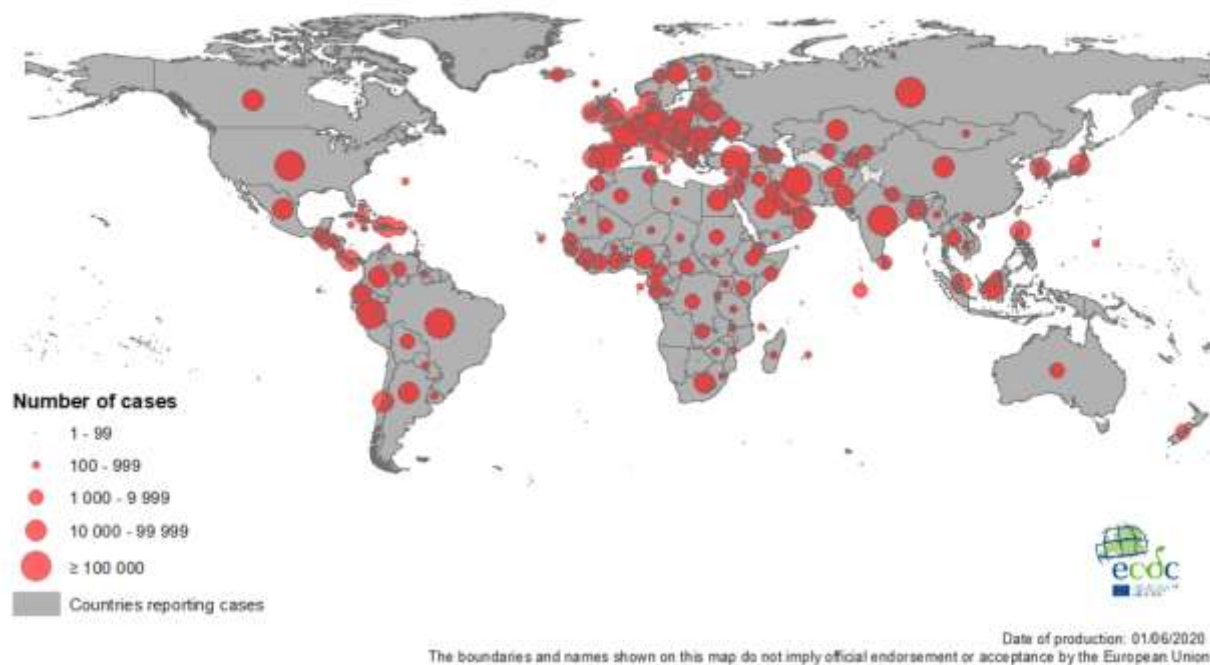 Number of cases
1 - 99
100 - 999
1 000 - 9 999
10 000 - 99 999
≥ 100 000
Countries reporting cases
ecdc
Date of production: 01/06/2020
The boundaries and names shown on this map do not imply official endorsement or acceptance by the European Union